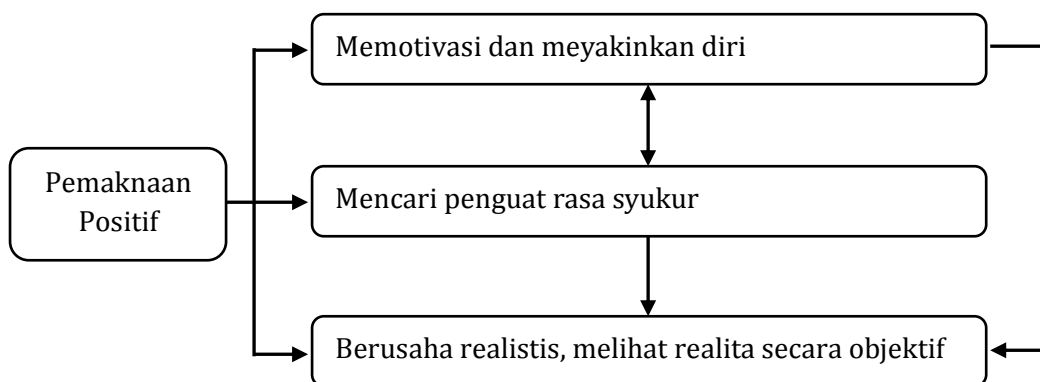 Memotivasi dan meyakinkan diri
Pemaknaan
Positif
Mencari penguat rasa syukur
Berusaha realistis, melihat realita secara objektif